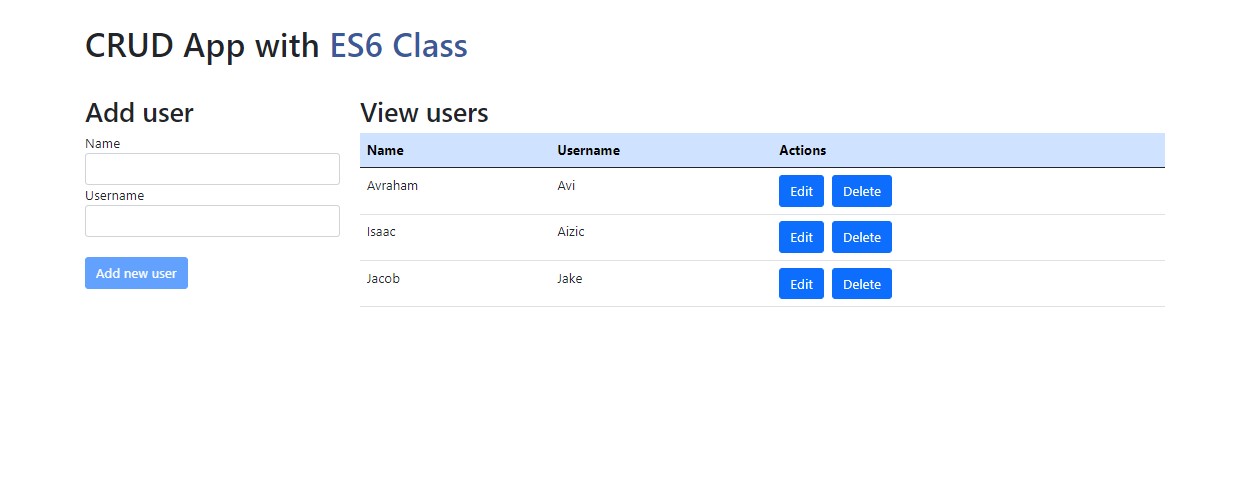 CRUD App with ES6 Class
Add user
Name
Username
Add new user
View users
Name Username Actions
Avraham Avi Edit Delete
Isaac Aizic Edit Delete
Jacob Jake Edit Delete